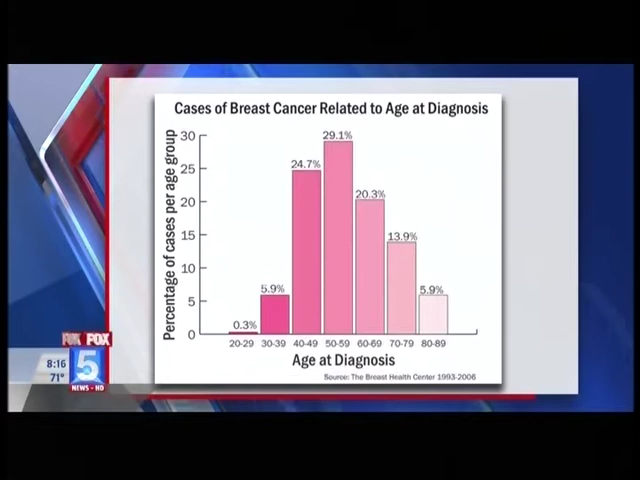 Cases of Breast Cancer Related to Age at Diagnosis
Percentage of cases per age group
30
25
20
15
10
5
0
0.3%
5.9%
24.7%
29.1%
20.3%
13.9%
5.9%
20-29 30-39 40-49 50-59 60-69 70-79 80-89
Age at Diagnosis
Source: The Breast Health Center 1993-2006
FOX FOX
8:16
71°
5
NEWS - HD